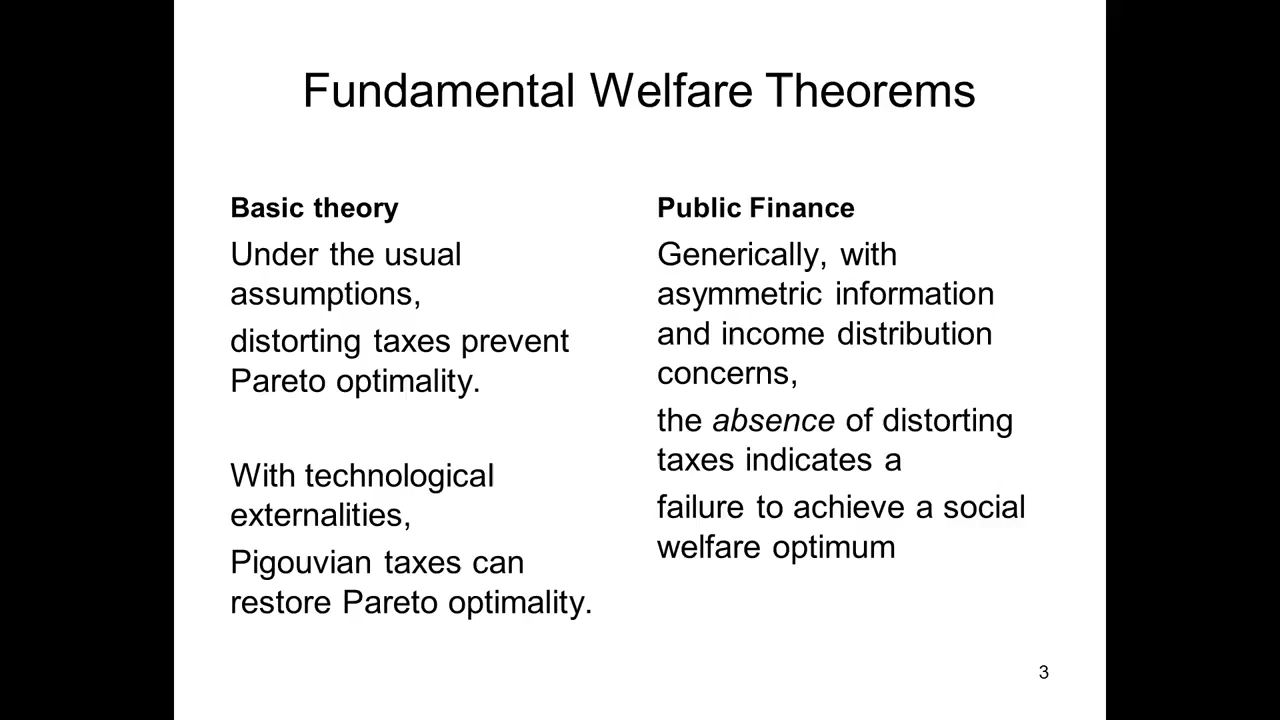 Fundamental Welfare Theorems
Basic theory
Under the usual
assumptions,
distorting taxes prevent
Pareto optimality.
With technological
externalities,
Pigouvian taxes can
restore Pareto optimality.
Public Finance
Generically, with
asymmetric information
and income distribution
concerns,
the absence of distorting
taxes indicates a
failure to achieve a social
welfare optimum
3